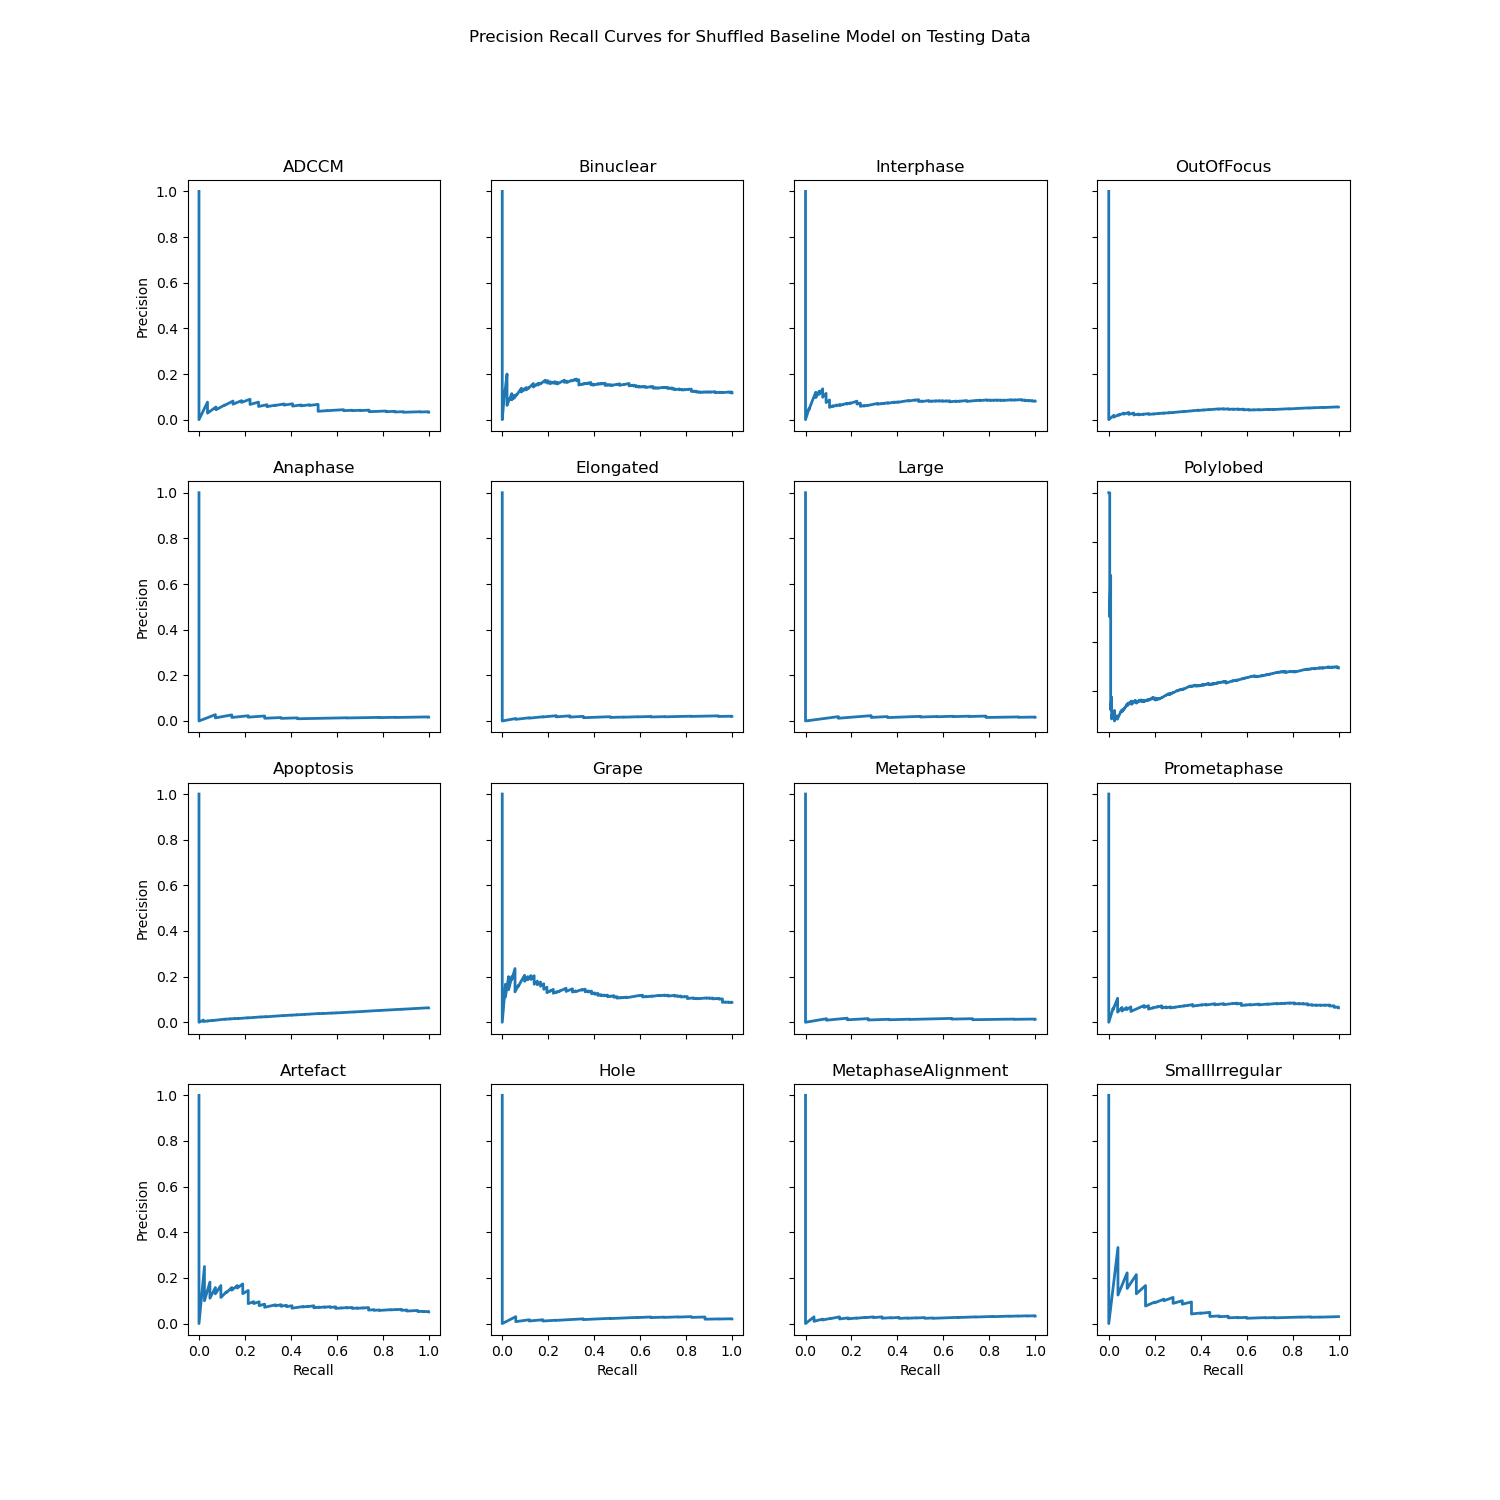 Precision Recall Curves for Shuffled Baseline Model on Testing Data
ADCCM
Binuclear
Interphase
OutOfFocus
1.0
0.8
0.6
0.4
0.2
0.0
Precision
Anaphase
Elongated
Large
Polylobed
1.0
0.8
0.6
0.4
0.2
0.0
Precision
Apoptosis
Grape
Metaphase
Prometaphase
1.0
0.8
0.6
0.4
0.2
0.0
Precision
Artefact
Hole
MetaphaseAlignment
SmallIrregular
1.0
0.8
0.6
0.4
0.2
0.0
Precision
0.0 0.2 0.4 0.6 0.8 1.0
Recall
0.0 0.2 0.4 0.6 0.8 1.0
Recall
0.0 0.2 0.4 0.6 0.8 1.0
Recall
0.0 0.2 0.4 0.6 0.8 1.0
Recall